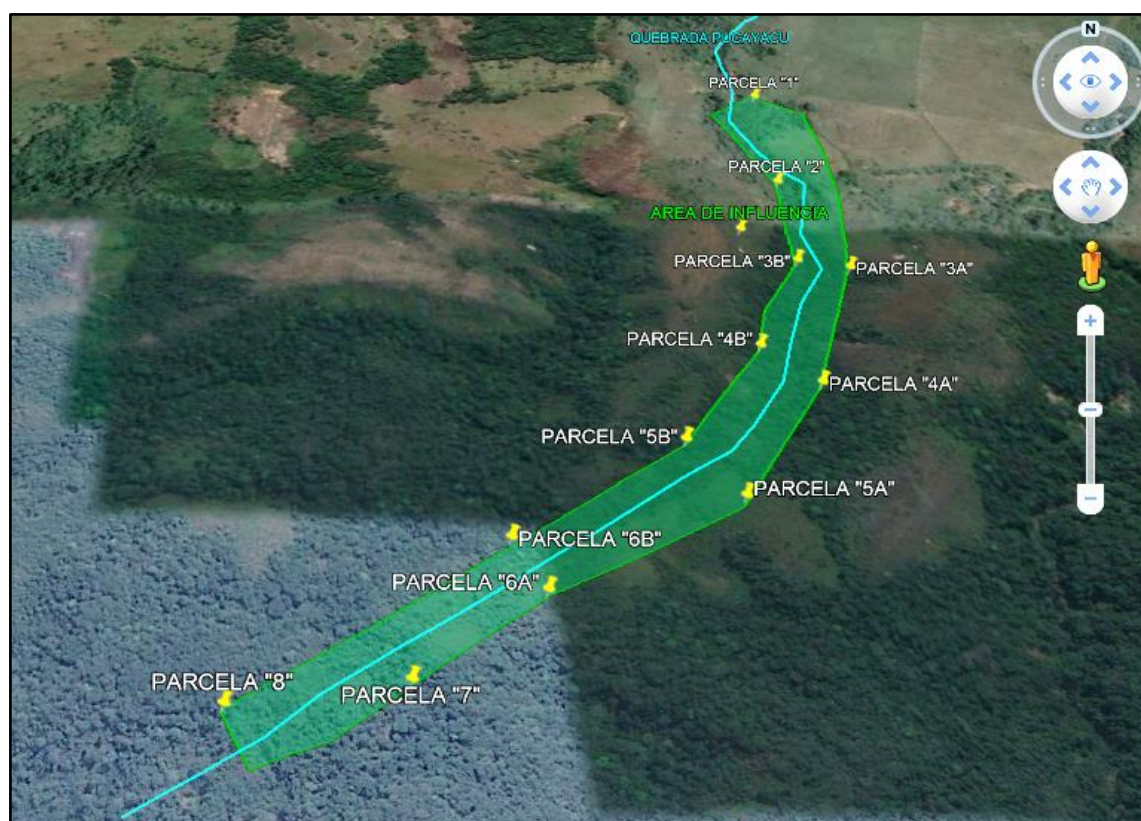 N
QUEBRADA PUCAYACU
PARCELA "1"
PARCELA "2"
AREA DE INFLUENCIA
PARCELA "3B"
PARCELA "3A"
PARCELA "4B"
PARCELA "4A"
PARCELA "5B"
PARCELA "5A"
PARCELA "6B"
PARCELA "6A"
PARCELA "8"
PARCELA "7"